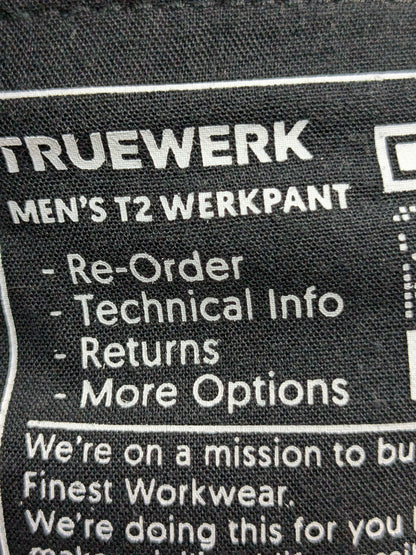 TRUEWERK
MEN'S T2 WERKPANT
- Re-Order
- Technical Info
- Returns
- More Options
We're on a mission to bu
Finest Workwear.
We're doing this for you